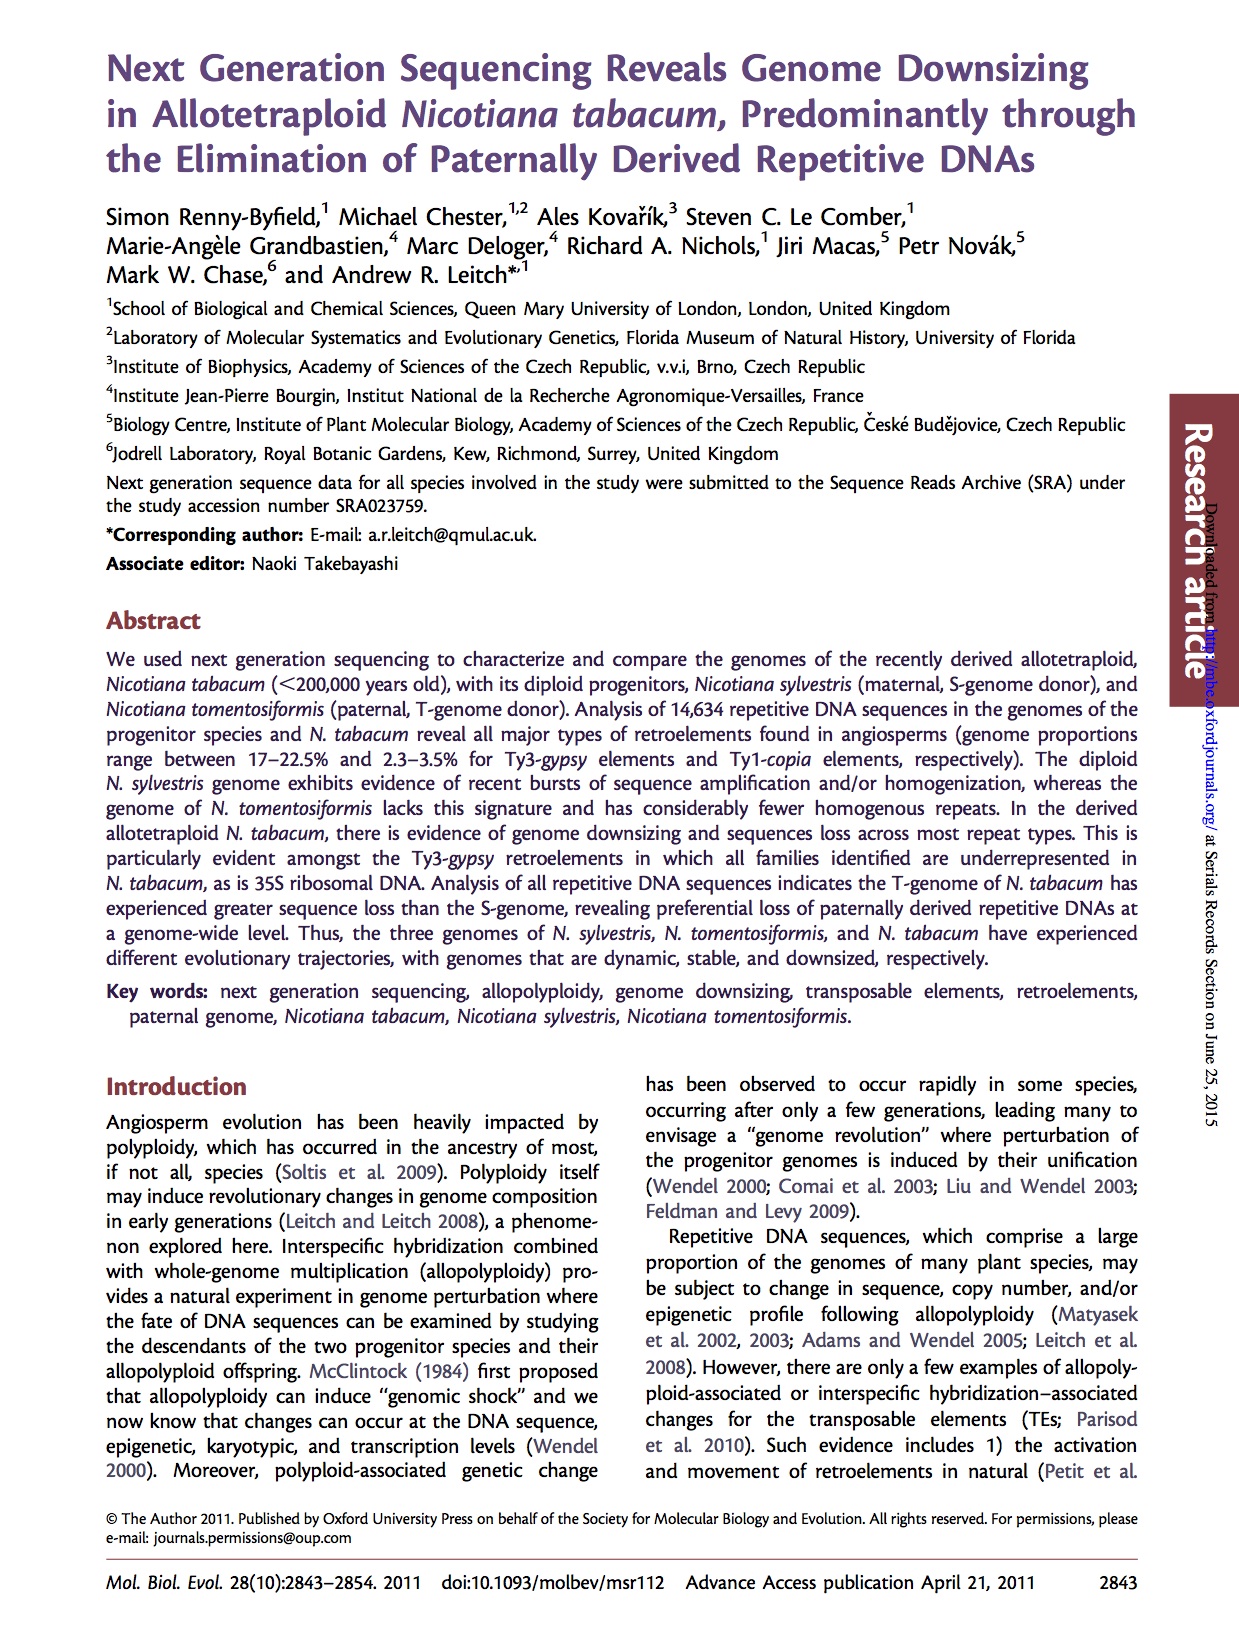 Next Generation Sequencing Reveals Genome Downsizing
in Allotetraploid Nicotiana tabacum, Predominantly through
the Elimination of Paternally Derived Repetitive DNAs
Simon Renny-Byfield,1 Michael Chester,1,2 Ales Kovařík,3 Steven C. Le Comber,1
Marie-Angèle Grandbastien,4 Marc Deloger,4 Richard A. Nichols,1 Jiri Macas,5 Petr Novák,5
Mark W. Chase,6 and Andrew R. Leitch*,1
1School of Biological and Chemical Sciences, Queen Mary University of London, London, United Kingdom
2Laboratory of Molecular Systematics and Evolutionary Genetics, Florida Museum of Natural History, University of Florida
3Institute of Biophysics, Academy of Sciences of the Czech Republic, v.v.i, Brno, Czech Republic
4Institute Jean-Pierre Bourgin, Institut National de la Recherche Agronomique-Versailles, France
5Biology Centre, Institute of Plant Molecular Biology, Academy of Sciences of the Czech Republic, České Budějovice, Czech Republic
6Jodrell Laboratory, Royal Botanic Gardens, Kew, Richmond, Surrey, United Kingdom
Next generation sequence data for all species involved in the study were submitted to the Sequence Reads Archive (SRA) under
the study accession number SRA023759.
*Corresponding author: E-mail: a.r.leitch@qmul.ac.uk.
Associate editor: Naoki Takebayashi
Abstract
We used next generation sequencing to characterize and compare the genomes of the recently derived allotetraploid,
Nicotiana tabacum (<200,000 years old), with its diploid progenitors, Nicotiana sylvestris (maternal, S-genome donor), and
Nicotiana tomentosiformis (paternal, T-genome donor). Analysis of 14,634 repetitive DNA sequences in the genomes of the
progenitor species and N. tabacum reveal all major types of retroelements found in angiosperms (genome proportions
range between 17–22.5% and 2.3–3.5% for Ty3-gypsy elements and Ty1-copia elements, respectively). The diploid
N. sylvestris genome exhibits evidence of recent bursts of sequence amplification and/or homogenization, whereas the
genome of N. tomentosiformis lacks this signature and has considerably fewer homogenous repeats. In the derived
allotetraploid N. tabacum, there is evidence of genome downsizing and sequences loss across most repeat types. This is
particularly evident amongst the Ty3-gypsy retroelements in which all families identified are underrepresented in
N. tabacum, as is 35S ribosomal DNA. Analysis of all repetitive DNA sequences indicates the T-genome of N. tabacum has
experienced greater sequence loss than the S-genome, revealing preferential loss of paternally derived repetitive DNAs at
a genome-wide level. Thus, the three genomes of N. sylvestris, N. tomentosiformis, and N. tabacum have experienced
different evolutionary trajectories, with genomes that are dynamic, stable, and downsized, respectively.
Key words: next generation sequencing, allopolyploidy, genome downsizing, transposable elements, retroelements,
paternal genome, Nicotiana tabacum, Nicotiana sylvestris, Nicotiana tomentosiformis.
Introduction
Angiosperm evolution has been heavily impacted by
polyploidy, which has occurred in the ancestry of most,
if not all, species (Soltis et al. 2009). Polyploidy itself
may induce revolutionary changes in genome composition
in early generations (Leitch and Leitch 2008), a phenome-
non explored here. Interspecific hybridization combined
with whole-genome multiplication (allopolyploidy) pro-
vides a natural experiment in genome perturbation where
the fate of DNA sequences can be examined by studying
the descendants of the two progenitor species and their
allopolyploid offspring. McClintock (1984) first proposed
that allopolyploidy can induce “genomic shock” and we
now know that changes can occur at the DNA sequence,
epigenetic, karyotypic, and transcription levels (Wendel
2000). Moreover, polyploid-associated genetic change
has been observed to occur rapidly in some species,
occurring after only a few generations, leading many to
envisage a “genome revolution” where perturbation of
the progenitor genomes is induced by their unification
(Wendel 2000; Comai et al. 2003; Liu and Wendel 2003;
Feldman and Levy 2009).
Repetitive DNA sequences, which comprise a large
proportion of the genomes of many plant species, may
be subject to change in sequence, copy number, and/or
epigenetic profile following allopolyploidy (Matyasek
et al. 2002, 2003; Adams and Wendel 2005; Leitch et al.
2008). However, there are only a few examples of allopoly-
ploid-associated or interspecific hybridization–associated
changes for the transposable elements (TEs; Parisod
et al. 2010). Such evidence includes 1) the activation
and movement of retroelements in natural (Petit et al.
© The Author 2011. Published by Oxford University Press on behalf of the Society for Molecular Biology and Evolution. All rights reserved. For permissions, please
e-mail: journals.permissions@oup.com
Mol. Biol. Evol. 28(10):2843–2854. 2011 doi:10.1093/molbev/msr112 Advance Access publication April 21, 2011 2843
Research article
Downloaded from http://mbe.oxfordjournals.org/ at Serials Records Section on June 25, 2015